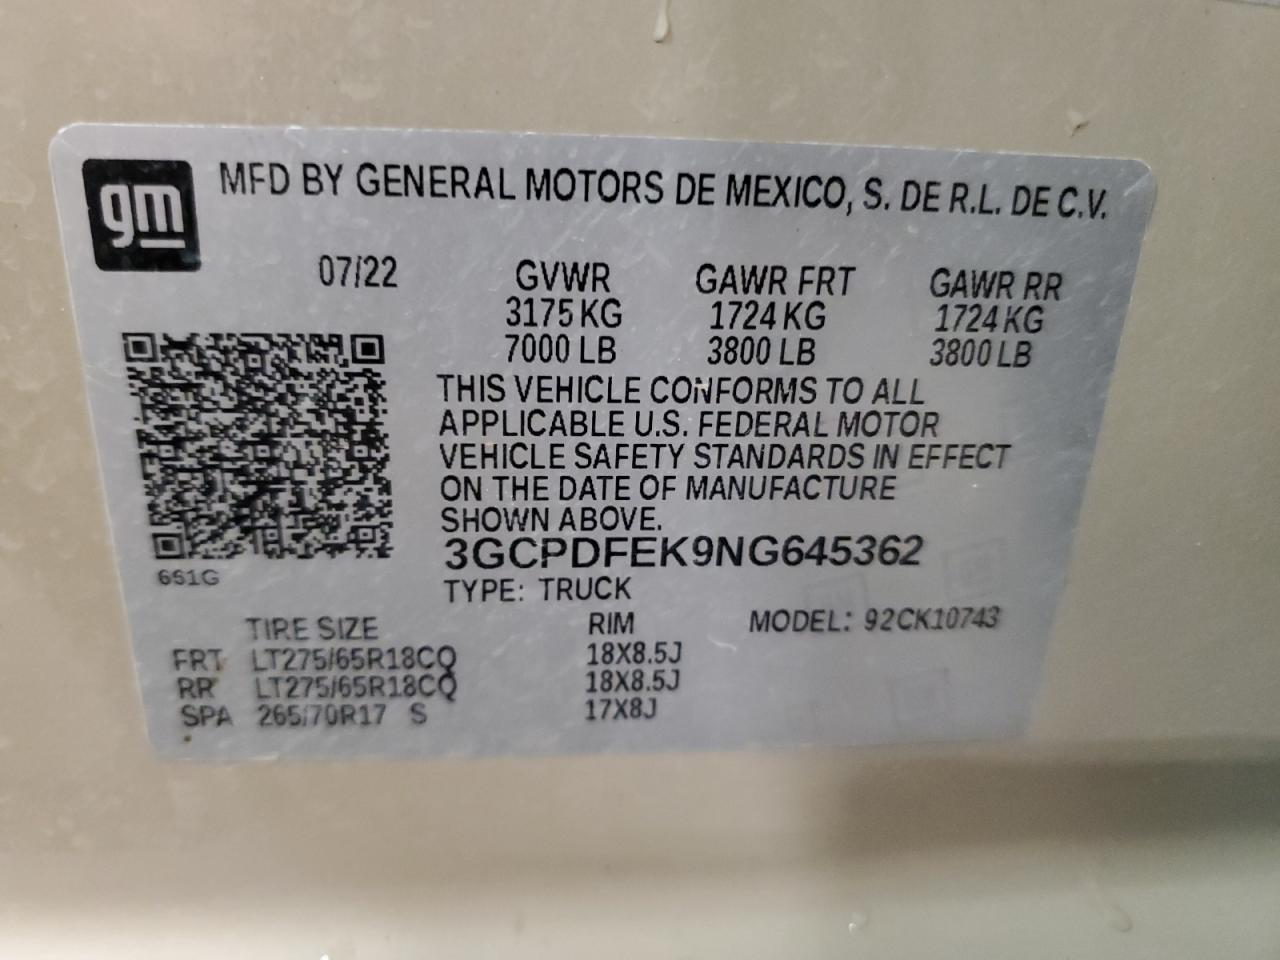 gm
MFD BY GENERAL MOTORS DE MEXICO, S. DE R.L. DE C.V.
07/22 GVWR GAWR FRT GAWR RR
3175 KG 1724 KG 1724 KG
7000 LB 3800 LB 3800 LB
THIS VEHICLE CONFORMS TO ALL
APPLICABLE U.S. FEDERAL MOTOR
VEHICLE SAFETY STANDARDS IN EFFECT
ON THE DATE OF MANUFACTURE
SHOWN ABOVE.
3GCPDFEK9NG645362
6S1G
TYPE: TRUCK
TIRE SIZE RIM MODEL: 92CK10743
FRT LT275/65R18CQ 18X8.5J
RR LT275/65R18CQ 18X8.5J
SPA 265/70R17 S 17X8J